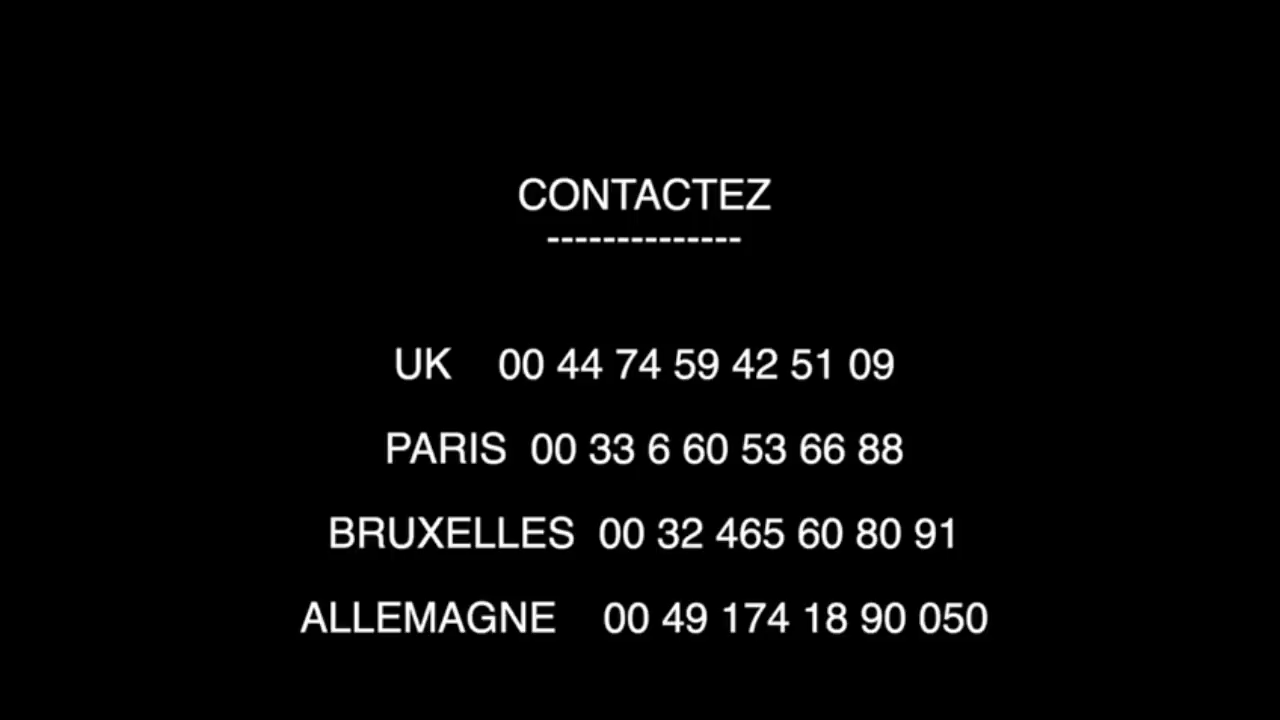 CONTACTEZ
--------------
UK 00 44 74 59 42 51 09
PARIS 00 33 6 60 53 66 88
BRUXELLES 00 32 465 60 80 91
ALLEMAGNE 00 49 174 18 90 050